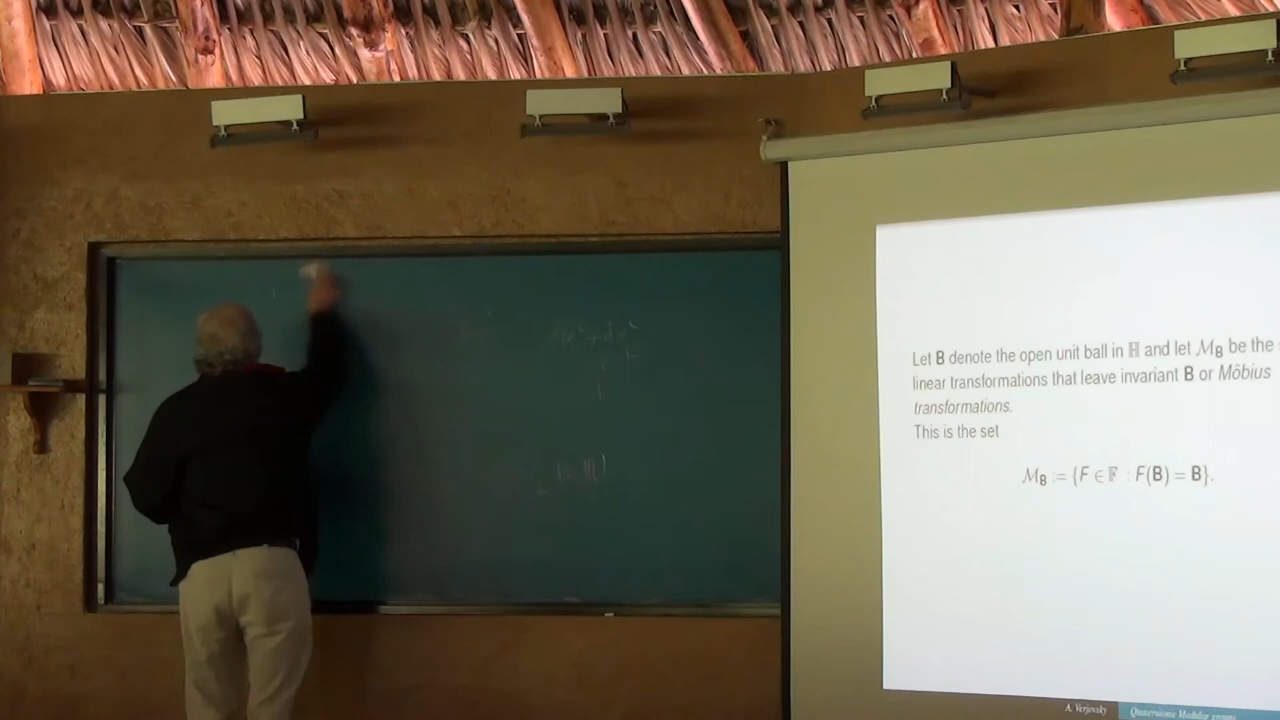 Let B denote the open unit ball in ℍ and let 𝓜_B be the
linear transformations that leave invariant B or Möbius
transformations.
This is the set
𝓜_B := {F ∈ 𝔽 : F(B) = B}.
A. Verjovsky
Quaternionic Modular groups